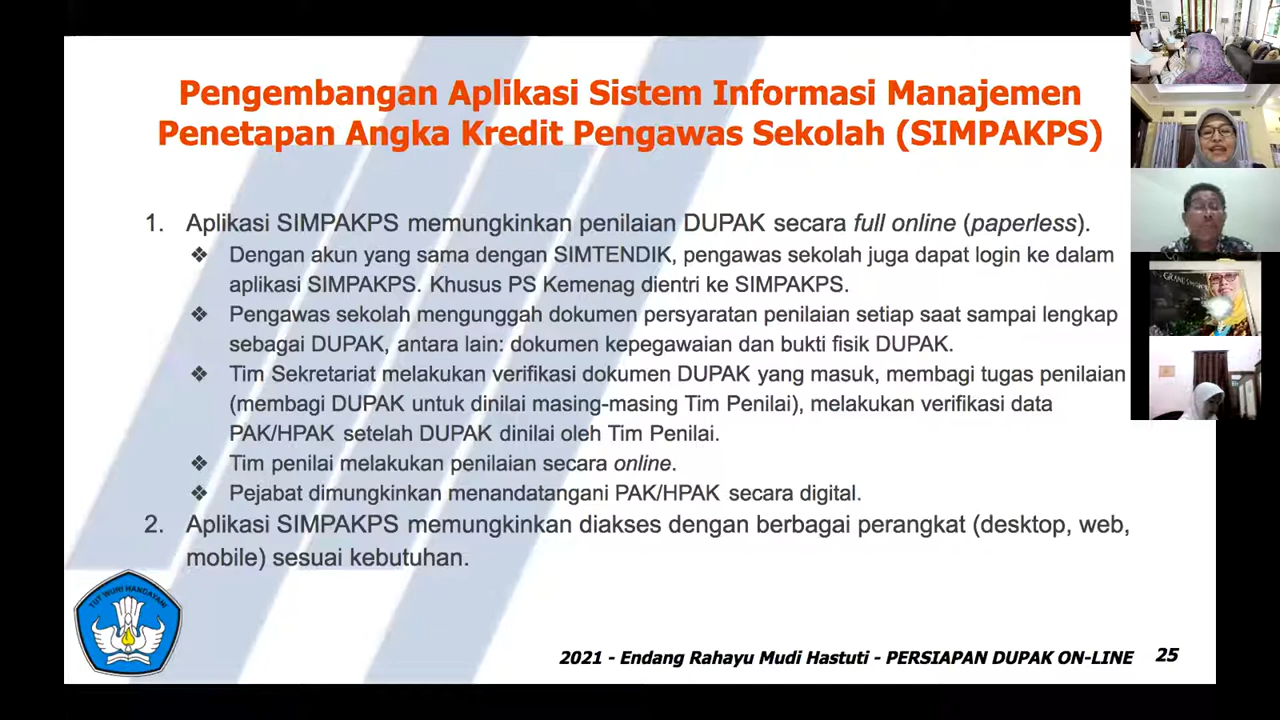 Pengembangan Aplikasi Sistem Informasi Manajemen
Penetapan Angka Kredit Pengawas Sekolah (SIMPAKPS)
1. Aplikasi SIMPAKPS memungkinkan penilaian DUPAK secara full online (paperless).
❖ Dengan akun yang sama dengan SIMTENDIK, pengawas sekolah juga dapat login ke dalam
aplikasi SIMPAKPS. Khusus PS Kemenag dientri ke SIMPAKPS.
❖ Pengawas sekolah mengunggah dokumen persyaratan penilaian setiap saat sampai lengkap
sebagai DUPAK, antara lain: dokumen kepegawaian dan bukti fisik DUPAK.
❖ Tim Sekretariat melakukan verifikasi dokumen DUPAK yang masuk, membagi tugas penilaian
(membagi DUPAK untuk dinilai masing-masing Tim Penilai), melakukan verifikasi data
PAK/HPAK setelah DUPAK dinilai oleh Tim Penilai.
❖ Tim penilai melakukan penilaian secara online.
❖ Pejabat dimungkinkan menandatangani PAK/HPAK secara digital.
2. Aplikasi SIMPAKPS memungkinkan diakses dengan berbagai perangkat (desktop, web,
mobile) sesuai kebutuhan.
TUT WURI HANDAYANI
2021 - Endang Rahayu Mudi Hastuti - PERSIAPAN DUPAK ON-LINE 25